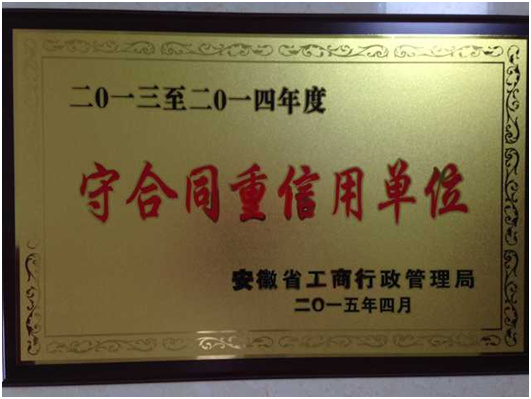 二〇一三至二〇一四年度
守合同重信用单位
安徽省工商行政管理局
二〇一五年四月